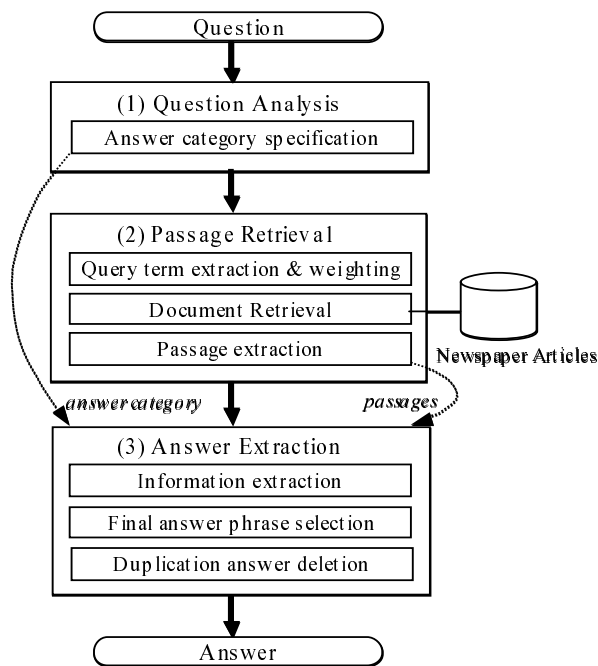 Question
(1) Question Analysis
Answer category specification
(2) Passage Retrieval
Query term extraction & weighting
Document Retrieval
Passage extraction
Newspaper Articles
answer category
passages
(3) Answer Extraction
Information extraction
Final answer phrase selection
Duplication answer deletion
Answer